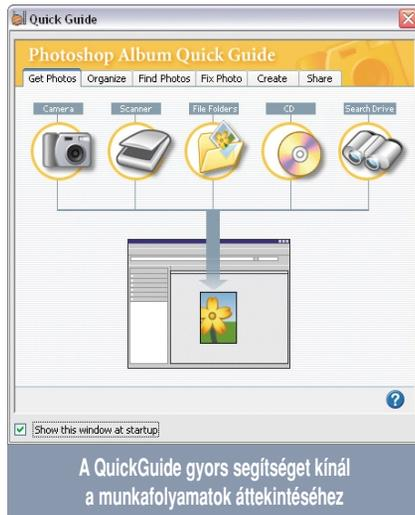 Quick Guide
Photoshop Album Quick Guide
Get Photos Organize Find Photos Fix Photo Create Share
Camera Scanner File Folders CD Search Drive
?
Show this window at startup
A QuickGuide gyors segítséget kínál
a munkafolyamatok áttekintéséhez